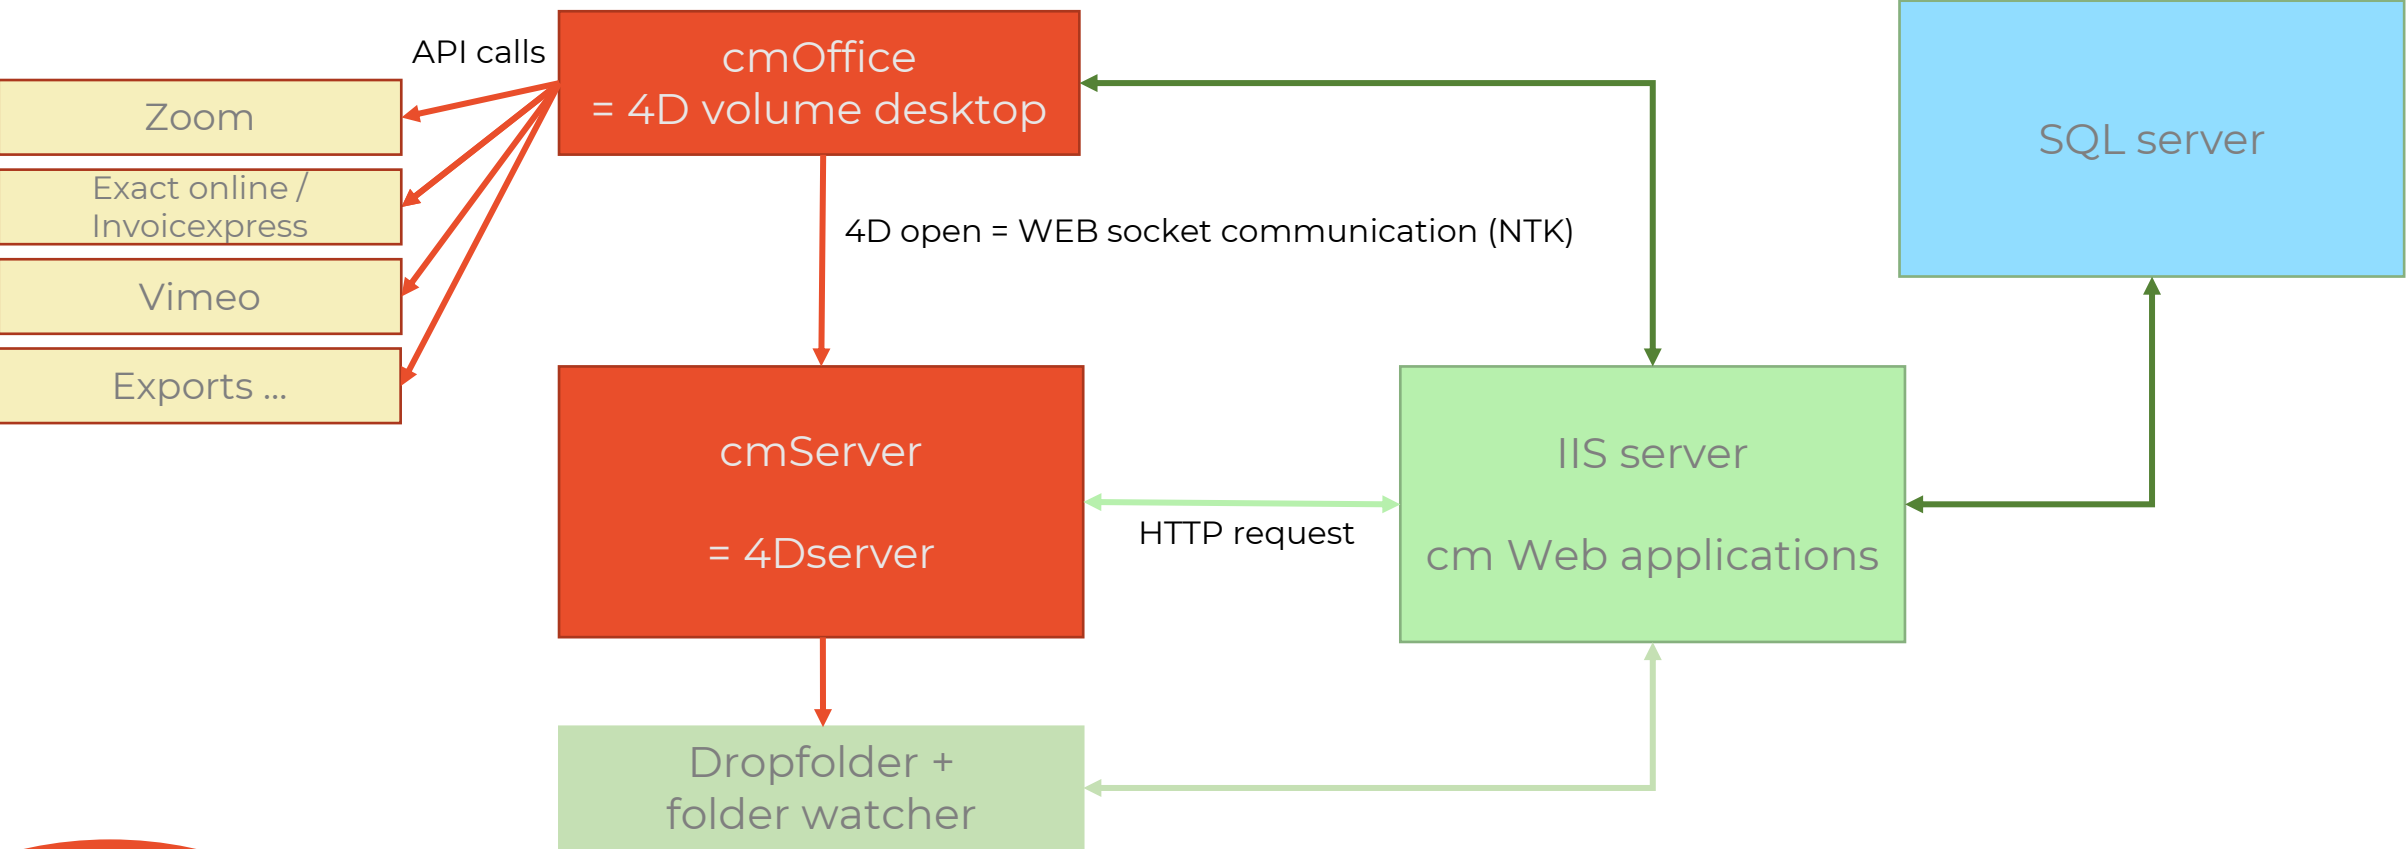 API calls
cmOffice
= 4D volume desktop
Zoom
Exact online /
Invoicexpress
Vimeo
Exports ...
SQL server
4D open = WEB socket communication (NTK)
cmServer
= 4Dserver
HTTP request
IIS server
cm Web applications
Dropfolder +
folder watcher